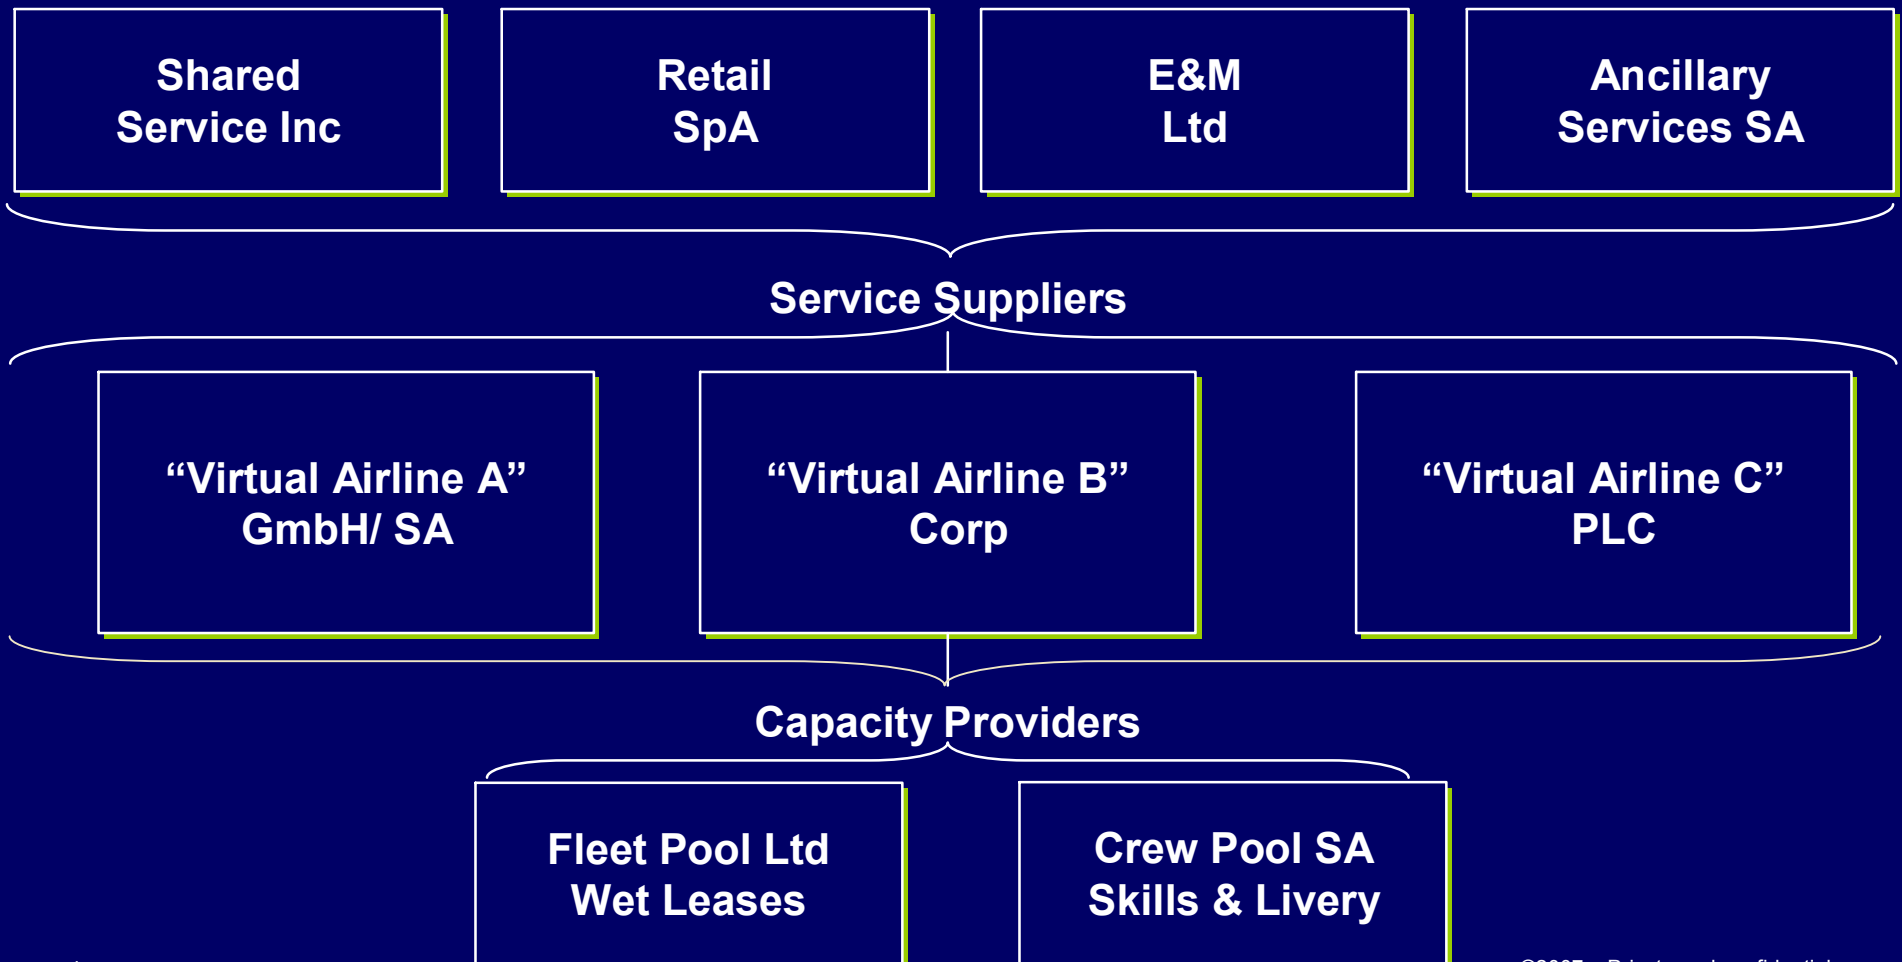 Shared
Service Inc
Retail
SpA
E&M
Ltd
Ancillary
Services SA
Service Suppliers
“Virtual Airline A”
GmbH/ SA
“Virtual Airline B”
Corp
“Virtual Airline C”
PLC
Capacity Providers
Fleet Pool Ltd
Wet Leases
Crew Pool SA
Skills & Livery